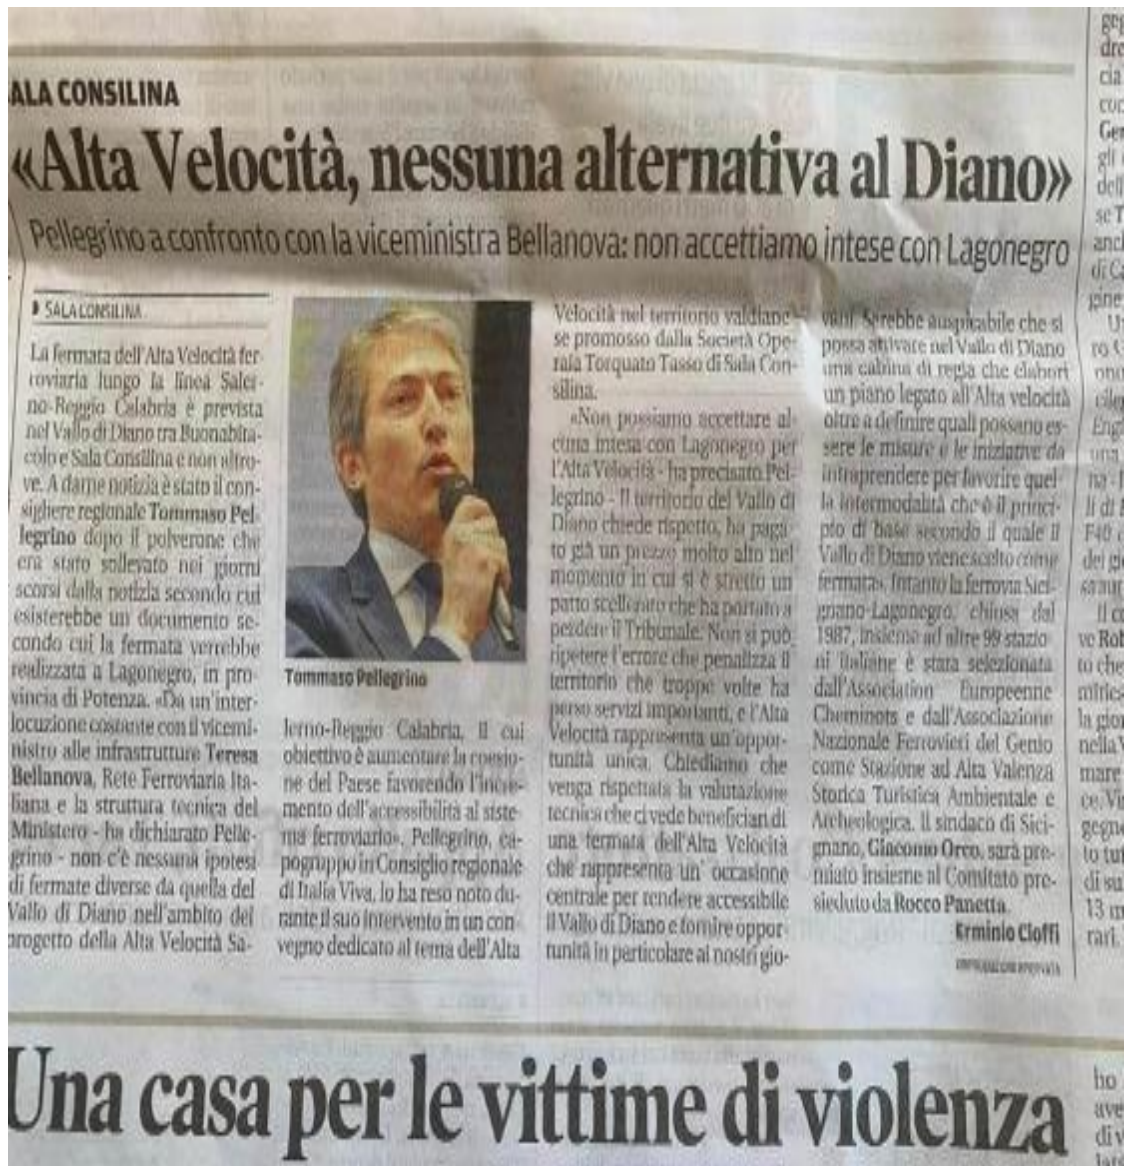 SALA CONSILINA
«Alta Velocità, nessuna alternativa al Diano»
Pellegrino a confronto con la viceministra Bellanova: non accettiamo intese con Lagonegro
SALA CONSILINA
La fermata dell'Alta Velocità fer-
roviaria lungo la linea Saler-
no-Reggio Calabria è prevista
nel Vallo di Diano tra Buonabita-
colo e Sala Consilina e non altro-
ve. A darne notizia è stato il con-
sigliere regionale Tommaso Pel-
legrino dopo il polverone che
era stato sollevato nei giorni
scorsi dalla notizia secondo cui
esisterebbe un documento se-
condo cui la fermata verrebbe
realizzata a Lagonegro, in pro-
vincia di Potenza. «Da un'inter-
locuzione costante con il vicemi-
nistro alle infrastrutture Teresa
Bellanova, Rete Ferroviaria Ita-
liana e la struttura tecnica del
Ministero - ha dichiarato Pelle-
grino - non c'è nessuna ipotesi
di fermate diverse da quella del
Vallo di Diano nell'ambito del
progetto della Alta Velocità Sa-
Tommaso Pellegrino
lerno-Reggio Calabria, il cui
obiettivo è aumentare la coesio-
ne del Paese favorendo l'incre-
mento dell'accessibilità al siste-
ma ferroviario». Pellegrino, ca-
pogruppo in Consiglio regionale
di Italia Viva, lo ha reso noto du-
rante il suo intervento in un con-
vegno dedicato al tema dell'Alta
Velocità nel territorio valdiane-
se promosso dalla Società Ope-
raia Torquato Tasso di Sala Con-
silina.
«Non possiamo accettare al-
cuna intesa con Lagonegro per
l'Alta Velocità - ha precisato Pel-
legrino - Il territorio del Vallo di
Diano chiede rispetto, ha paga-
to già un prezzo molto alto nel
momento in cui si è stretto un
patto scellerato che ha portato a
perdere il Tribunale. Non si può
ripetere l'errore che penalizza il
territorio che troppe volte ha
perso servizi importanti, e l'Alta
Velocità rappresenta un'oppor-
tunità unica. Chiediamo che
venga rispettata la valutazione
tecnica che ci vede beneficiari di
una fermata dell'Alta Velocità
che rappresenta un' occasione
centrale per rendere accessibile
il Vallo di Diano e fornire oppor-
tunità in particolare ai nostri gio-
vani. Serebbe auspicabile che si
possa attivare nel Vallo di Diano
una cabina di regia che elabori
un piano legato all'Alta velocità
oltre a definire quali possano es-
sere le misure e le iniziative da
intraprendere per favorire quel-
la intermodalità che è il princi-
pio di base secondo il quale il
Vallo di Diano viene scelto come
fermata». Intanto la ferrovia Sici-
gnano-Lagonegro, chiusa dal
1987, insieme ad altre 99 stazio-
ni italiane è stata selezionata
dall'Association Europeenne
Cheminots e dall'Associazione
Nazionale Ferrovieri del Genio
come Stazione ad Alta Valenza
Storica Turistica Ambientale e
Archeologica. Il sindaco di Sici-
gnano, Giacomo Orco, sarà pre-
miato insieme al Comitato pre-
sieduto da Rocco Panetta.
Erminio Cioffi
Una casa per le vittime di violenza